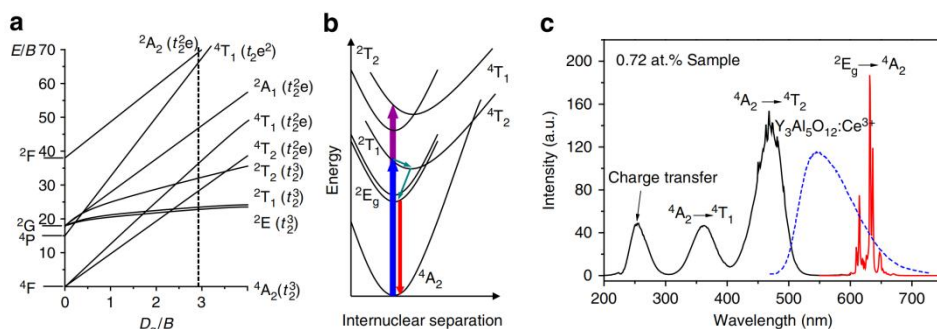 a
E/B
70
60
50
40
30
20
10
0
²F
²G
⁴P
⁴F
0 1 2 3
Dq/B
²A₂ (t₂²e)
⁴T₁ (t₂e²)
²A₁ (t₂²e)
⁴T₁ (t₂²e)
⁴T₂ (t₂²e)
²T₂ (t₂³)
²T₁ (t₂³)
²E (t₂³)
⁴A₂(t₂³)
b
Energy
²T₂
⁴T₁
⁴T₂
²T₁
²Eg
⁴A₂
Internuclear separation
c
Intensity (a.u.)
200
160
120
80
40
0
0.72 at.% Sample
²Eg → ⁴A₂
⁴A₂ → ⁴T₂
Y₃Al₅O₁₂:Ce³⁺
Charge transfer
⁴A₂ → ⁴T₁
200 300 400 500 600 700
Wavelength (nm)